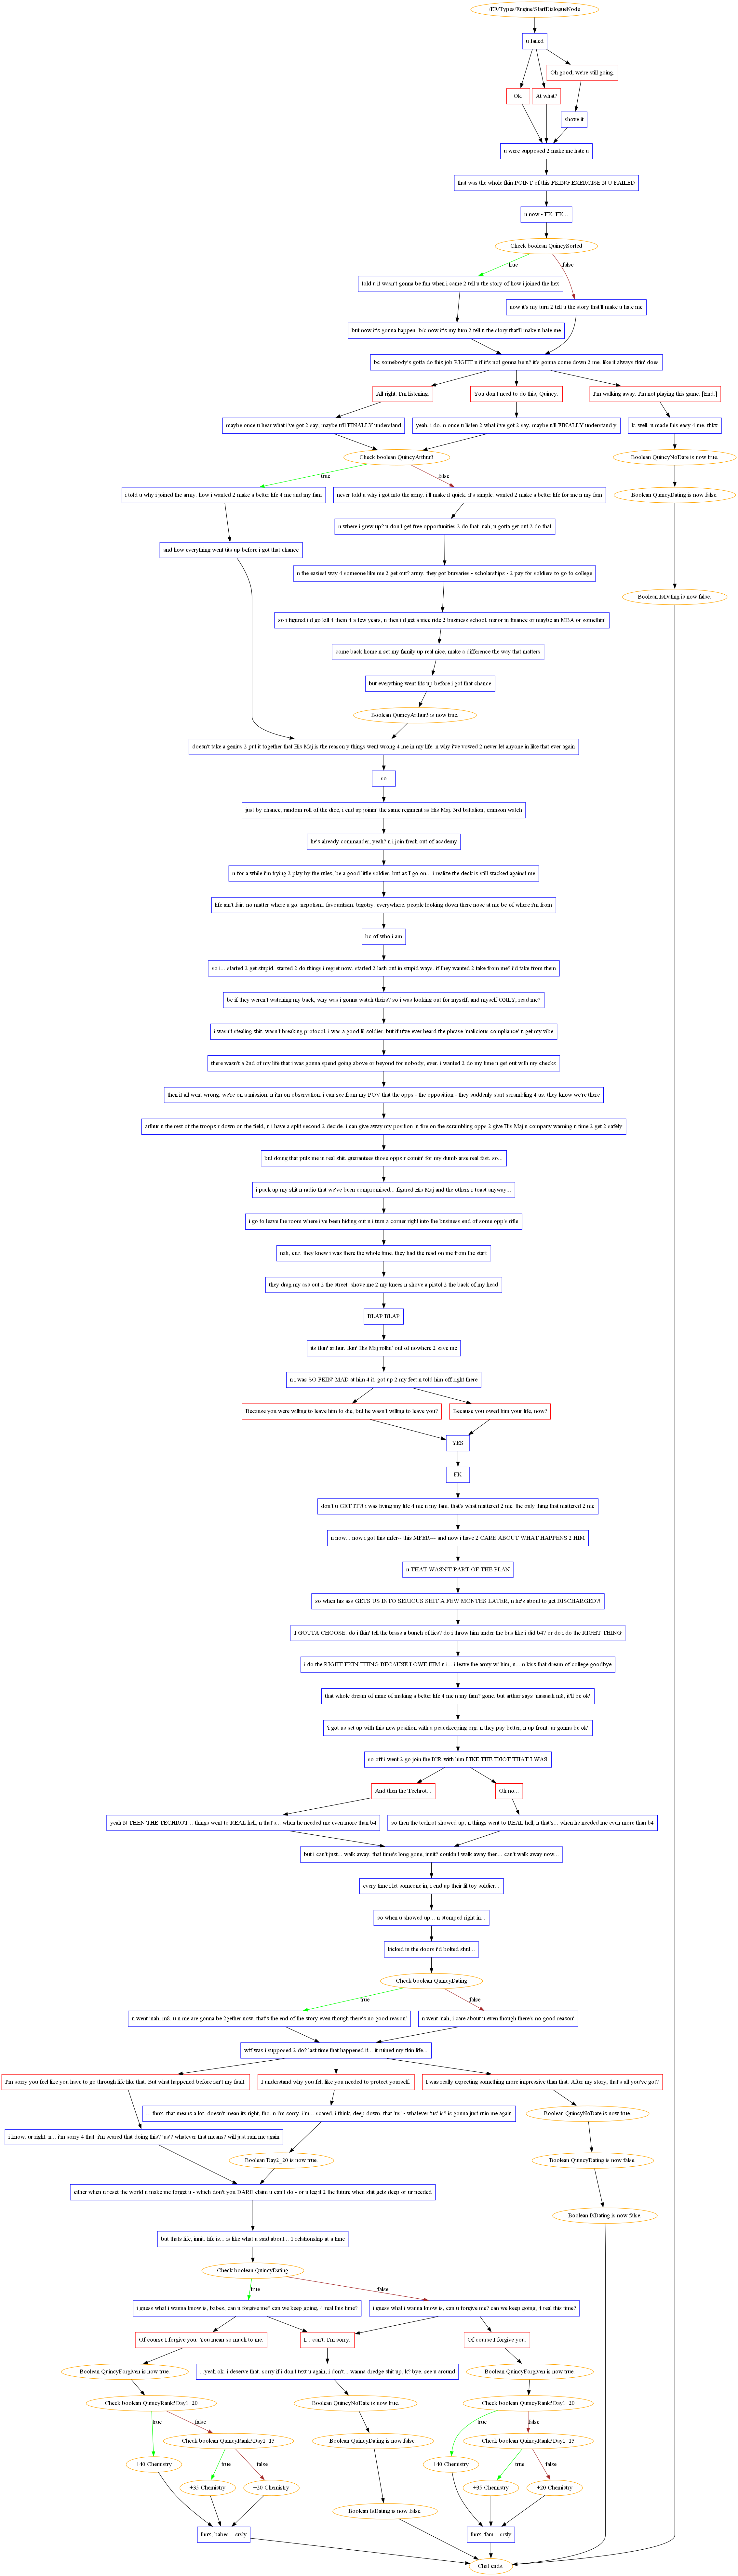 /EE/Types/Engine/StartDialogueNode
u failed
Oh good, we're still going.
Ok.
At what?
shove it
u were supposed 2 make me hate u
that was the whole fkin POINT of this FKING EXERCISE N U FAILED
n now - FK. FK...
Check boolean QuincySorted
true
false
told u it wasn't gonna be fun when i came 2 tell u the story of how i joined the hex
now it's my turn 2 tell u the story that'll make u hate me
but now it's gonna happen. b/c now it's my turn 2 tell u the story that'll make u hate me
bc somebody's gotta do this job RIGHT n if it's not gonna be u? it's gonna come down 2 me. like it always fkin' does
All right. I'm listening.
You don't need to do this, Quincy.
I'm walking away. I'm not playing this game. [End.]
maybe once u hear what i've got 2 say, maybe u'll FINALLY understand
yeah. i do. n once u listen 2 what i've got 2 say, maybe u'll FINALLY understand y
k. well. u made this easy 4 me. thkx
Check boolean QuincyArthur3
Boolean QuincyNoDate is now true.
true
false
i told u why i joined the army. how i wanted 2 make a better life 4 me and my fam
never told u why i got into the army. i'll make it quick. it's simple. wanted 2 make a better life for me n my fam
Boolean QuincyDating is now false.
n where i grew up? u don't get free opportunities 2 do that. nah, u gotta get out 2 do that
and how everything went tits up before i got that chance
n the easiest way 4 someone like me 2 get out? army. they got bursaries - scholarships - 2 pay for soldiers to go to college
Boolean IsDating is now false.
so i figured i'd go kill 4 them 4 a few years, n then i'd get a nice ride 2 business school. major in finance or maybe an MBA or somethin'
come back home n set my family up real nice, make a difference the way that matters
but everything went tits up before i got that chance
Boolean QuincyArthur3 is now true.
doesn't take a genius 2 put it together that His Maj is the reason y things went wrong 4 me in my life. n why i've vowed 2 never let anyone in like that ever again
so
just by chance, random roll of the dice, i end up joinin' the same regiment as His Maj. 3rd battalion, crimson watch
he's already commander, yeah? n i join fresh out of academy
n for a while i'm trying 2 play by the rules, be a good little soldier. but as I go on... i realize the deck is still stacked against me
life ain't fair. no matter where u go. nepotism. favouritism. bigotry. everywhere. people looking down there nose at me bc of where i'm from
bc of who i am
so i... started 2 get stupid. started 2 do things i regret now. started 2 lash out in stupid ways. if they wanted 2 take from me? i'd take from them
bc if they weren't watching my back, why was i gonna watch theirs? so i was looking out for myself, and myself ONLY, read me?
i wasn't stealing shit. wasn't breaking protocol. i was a good lil soldier. but if u've ever heard the phrase 'malicious compliance' u get my vibe
there wasn't a 2nd of my life that i was gonna spend going above or beyond for nobody, ever. i wanted 2 do my time n get out with my checks
then it all went wrong. we're on a mission. n i'm on observation. i can see from my POV that the opps - the opposition - they suddenly start scrambling 4 us. they know we're there
arthur n the rest of the troops r down on the field, n i have a split second 2 decide. i can give away my position 'n fire on the scrambling opps 2 give His Maj n company warning n time 2 get 2 safety
but doing that puts me in real shit. guarantees those opps r comin' for my dumb arse real fast. so...
i pack up my shit n radio that we've been compromised... figured His Maj and the others r toast anyway...
i go to leave the room where i've been hiding out n i turn a corner right into the business end of some opp's rifle
nah, cuz. they knew i was there the whole time. they had the read on me from the start
they drag my ass out 2 the street. shove me 2 my knees n shove a pistol 2 the back of my head
BLAP BLAP
its fkin' arthur. fkin' His Maj rollin' out of nowhere 2 save me
n i was SO FKIN' MAD at him 4 it. got up 2 my feet n told him off right there
Because you were willing to leave him to die, but he wasn't willing to leave you?
Because you owed him your life, now?
YES
FK
don't u GET IT?! i was living my life 4 me n my fam. that's what mattered 2 me. the only thing that mattered 2 me
n now... now i got this mfer-- this MFER--- and now i have 2 CARE ABOUT WHAT HAPPENS 2 HIM
n THAT WASN'T PART OF THE PLAN
so when his ass GETS US INTO SERIOUS SHIT A FEW MONTHS LATER, n he's about to get DISCHARGED?!
I GOTTA CHOOSE. do i fkin' tell the brass a bunch of lies? do i throw him under the bus like i did b4? or do i do the RIGHT THING
i do the RIGHT FKIN THING BECAUSE I OWE HIM n i... i leave the army w/ him, n... n kiss that dream of college goodbye
that whole dream of mine of making a better life 4 me n my fam? gone. but arthur says 'naaaaah m8, it'll be ok'
'i got us set up with this new position with a peacekeeping org. n they pay better, n up front. ur gonna be ok'
so off i went 2 go join the ICR with him LIKE THE IDIOT THAT I WAS
And then the Techrot...
Oh no...
yeah N THEN THE TECHROT... things went to REAL hell, n that's... when he needed me even more than b4
so then the techrot showed up, n things went to REAL hell, n that's... when he needed me even more than b4
but i can't just... walk away. that time's long gone, innit? couldn't walk away then... can't walk away now...
every time i let someone in, i end up their lil toy soldier...
so when u showed up... n stomped right in...
kicked in the doors i'd bolted shut...
Check boolean QuincyDating
true
false
n went 'nah, m8, u n me are gonna be 2gether now, that's the end of the story even though there's no good reason'
n went 'nah, i care about u even though there's no good reason'
wtf was i supposed 2 do? last time that happened it... it ruined my fkin life...
I'm sorry you feel like you have to go through life like that. But what happened before isn't my fault.
I understand why you felt like you needed to protect yourself.
I was really expecting something more impressive than that. After my story, that's all you've got?
... thnx. that means a lot. doesn't mean its right, tho. n i'm sorry. i'm... scared, i think, deep down, that 'us' - whatever 'us' is? is gonna just ruin me again
Boolean QuincyNoDate is now true.
i know. ur right. n... i'm sorry 4 that. i'm scared that doing this? 'us'? whatever that means? will just ruin me again
Boolean Day2_20 is now true.
Boolean QuincyDating is now false.
either when u reset the world n make me forget u - which don't you DARE claim u can't do - or u leg it 2 the future when shit gets deep or ur needed
Boolean IsDating is now false.
but thats life, innit. life is... is like what u said about... 1 relationship at a time
Check boolean QuincyDating
true
false
i guess what i wanna know is, babes, can u forgive me? can we keep going, 4 real this time?
i guess what i wanna know is, can u forgive me? can we keep going, 4 real this time?
Of course I forgive you. You mean so much to me.
I... can't. I'm sorry.
Of course I forgive you.
Boolean QuincyForgiven is now true.
...yeah ok. i deserve that. sorry if i don't text u again, i don't... wanna dredge shit up, k? bye. see u around
Boolean QuincyForgiven is now true.
Check boolean QuincyRank5Day1_20
Boolean QuincyNoDate is now true.
Check boolean QuincyRank5Day1_20
true
false
true
false
Check boolean QuincyRank5Day1_15
Boolean QuincyDating is now false.
Check boolean QuincyRank5Day1_15
+40 Chemistry
true
false
+40 Chemistry
true
false
+35 Chemistry
+20 Chemistry
Boolean IsDating is now false.
+35 Chemistry
+20 Chemistry
thnx, babes... srsly
thnx, fam... srsly
Chat ends.